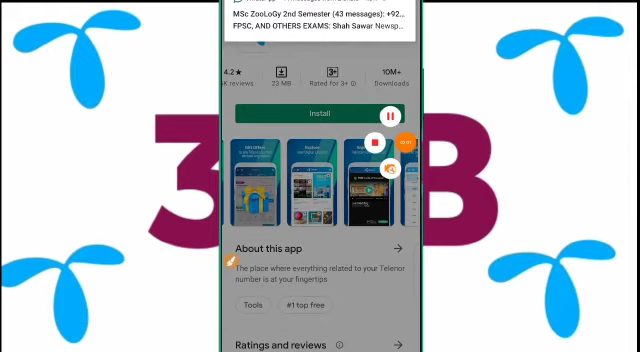 MSc ZooLoGy 2nd Semester (43 messages): +92...
FPSC, AND OTHERS EXAMS: Shah Sawar Newsp...
4.2★
K reviews
23 MB
3+
Rated for 3+
10M+
Downloads
Install
3
B
About this app
The place where everything related to your Telenor
number is at your fingertips
Tools
#1 top free
Ratings and reviews